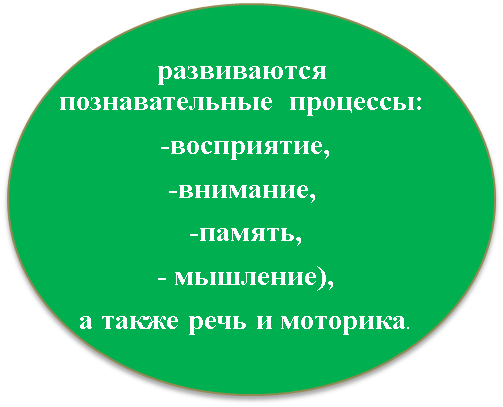 развиваются
познавательные процессы:
-восприятие,
-внимание,
-память,
- мышление),
а также речь и моторика.